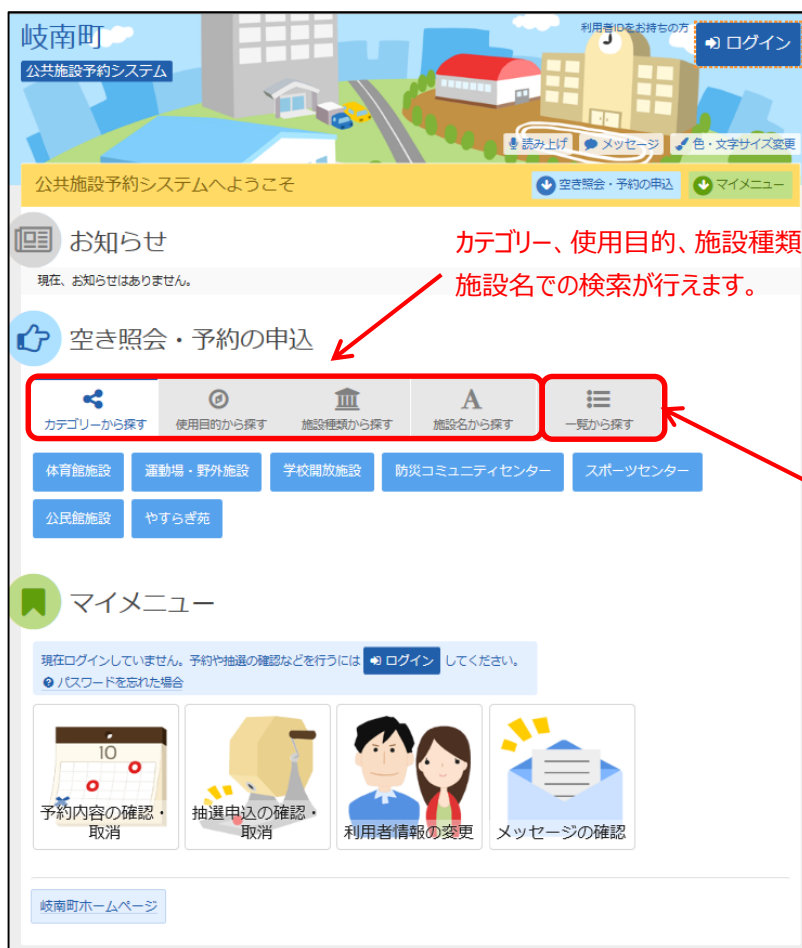 岐南町
公共施設予約システム
利用者IDをお持ちの方
ログイン
読み上げ
メッセージ
色・文字サイズ変更
公共施設予約システムへようこそ
空き照会・予約の申込
マイメニュー
お知らせ
現在、お知らせはありません。
カテゴリー、使用目的、施設種類
施設名での検索が行えます。
空き照会・予約の申込
カテゴリーから探す
使用目的から探す
施設種類から探す
A
施設名から探す
一覧から探す
体育館施設
運動場・野外施設
学校開放施設
防災コミュニティセンター
スポーツセンター
公民館施設
やすらぎ苑
マイメニュー
現在ログインしていません。予約や抽選の確認などを行うには ログイン してください。
パスワードを忘れた場合
10
予約内容の確認・
取消
抽選申込の確認・
取消
利用者情報の変更
メッセージの確認
岐南町ホームページ